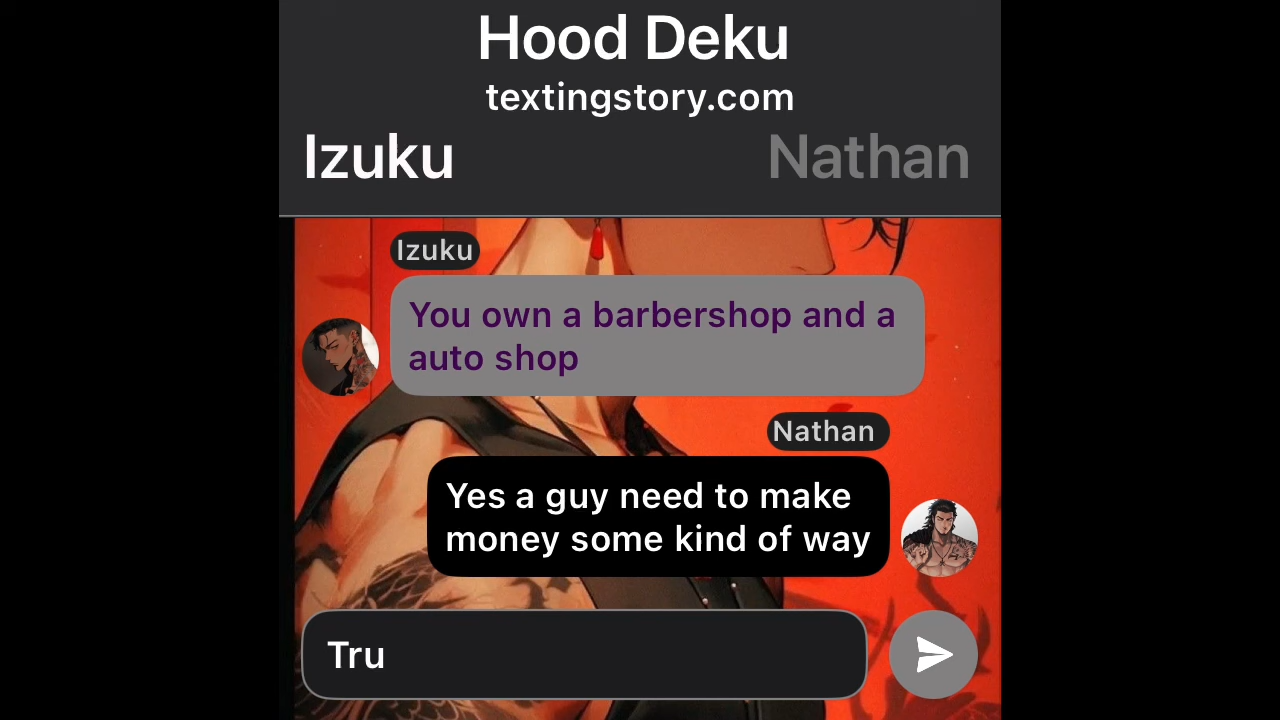 Hood Deku
textingstory.com
Izuku Nathan
Izuku
You own a barbershop and a
auto shop
Nathan
Yes a guy need to make
money some kind of way
Tru